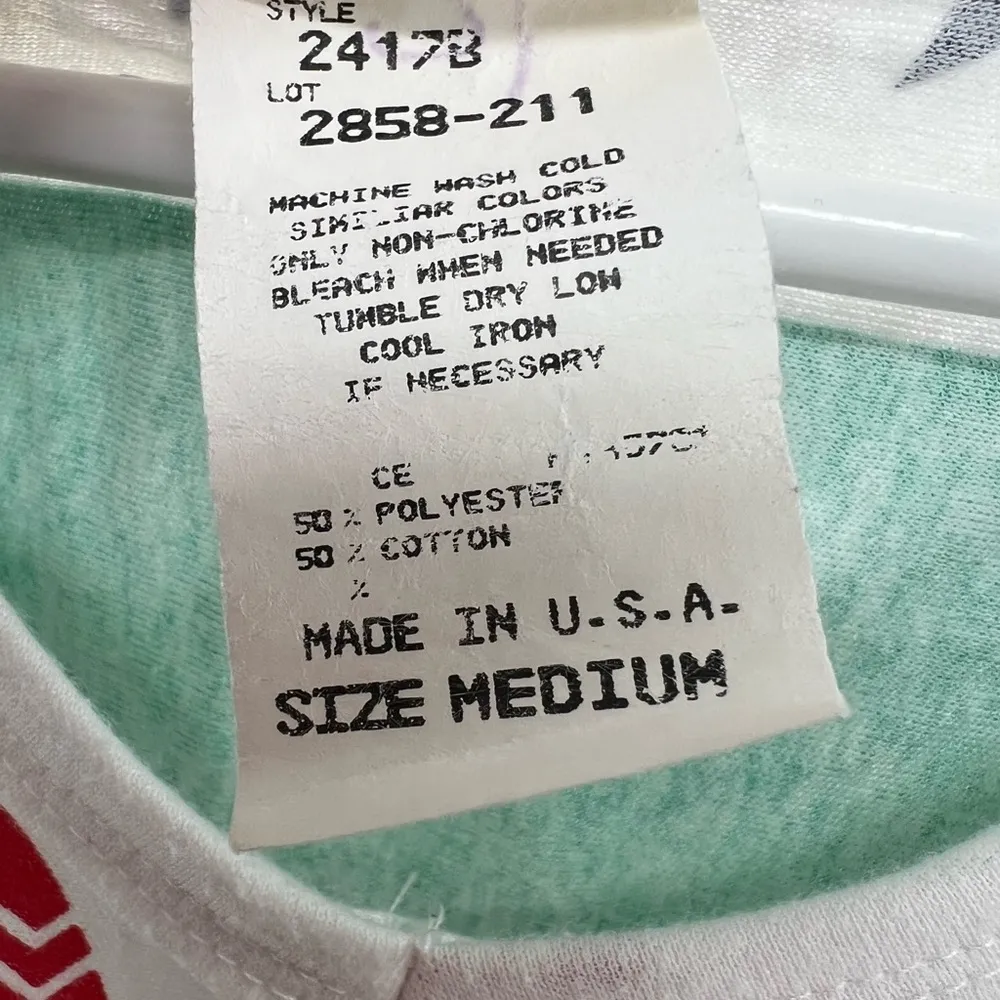 STYLE
2417B
LOT
2858-211
MACHINE WASH COLD
SIMILIAR COLORS
ONLY NON-CHLORINE
BLEACH WHEN NEEDED
TUMBLE DRY LOW
COOL IRON
IF NECESSARY
CE
50 % POLYESTER
50 % COTTON
%
MADE IN U.S.A.
SIZE MEDIUM